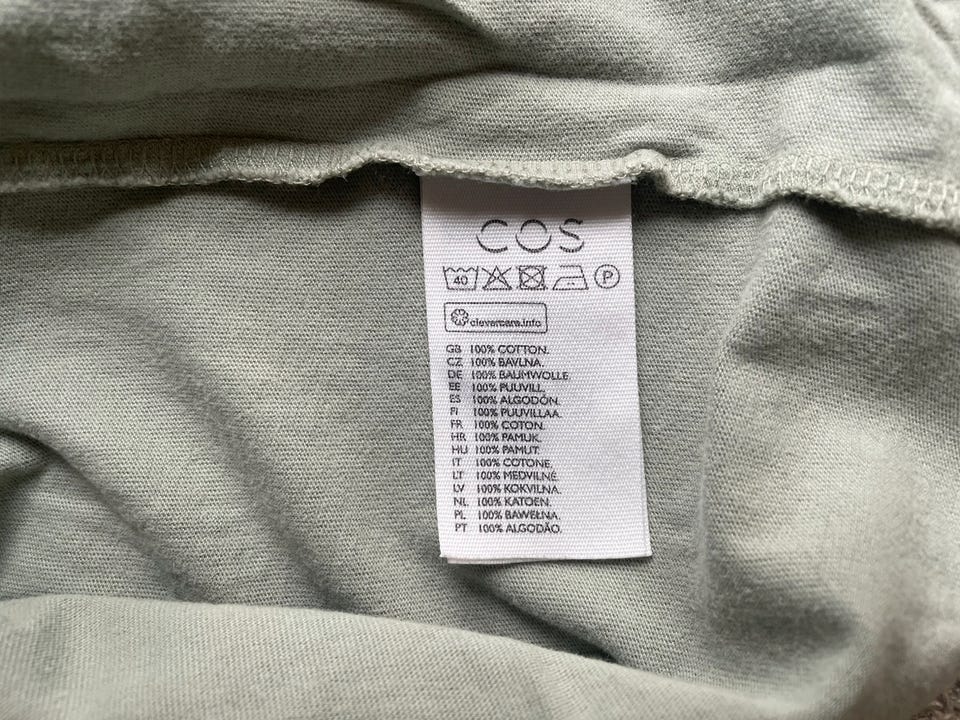 COS
40 P
clevercare.info
GB 100% COTTON.
CZ 100% BAVLNA.
DE 100% BAUMWOLLE.
EE 100% PUUVILL.
ES 100% ALGODÓN.
FI 100% PUUVILLAA.
FR 100% COTON.
HR 100% PAMUK.
HU 100% PAMUT.
IT 100% COTONE.
LT 100% MEDVILNĖ.
LV 100% KOKVILNA.
NL 100% KATOEN.
PL 100% BAWEŁNA.
PT 100% ALGODÃO.